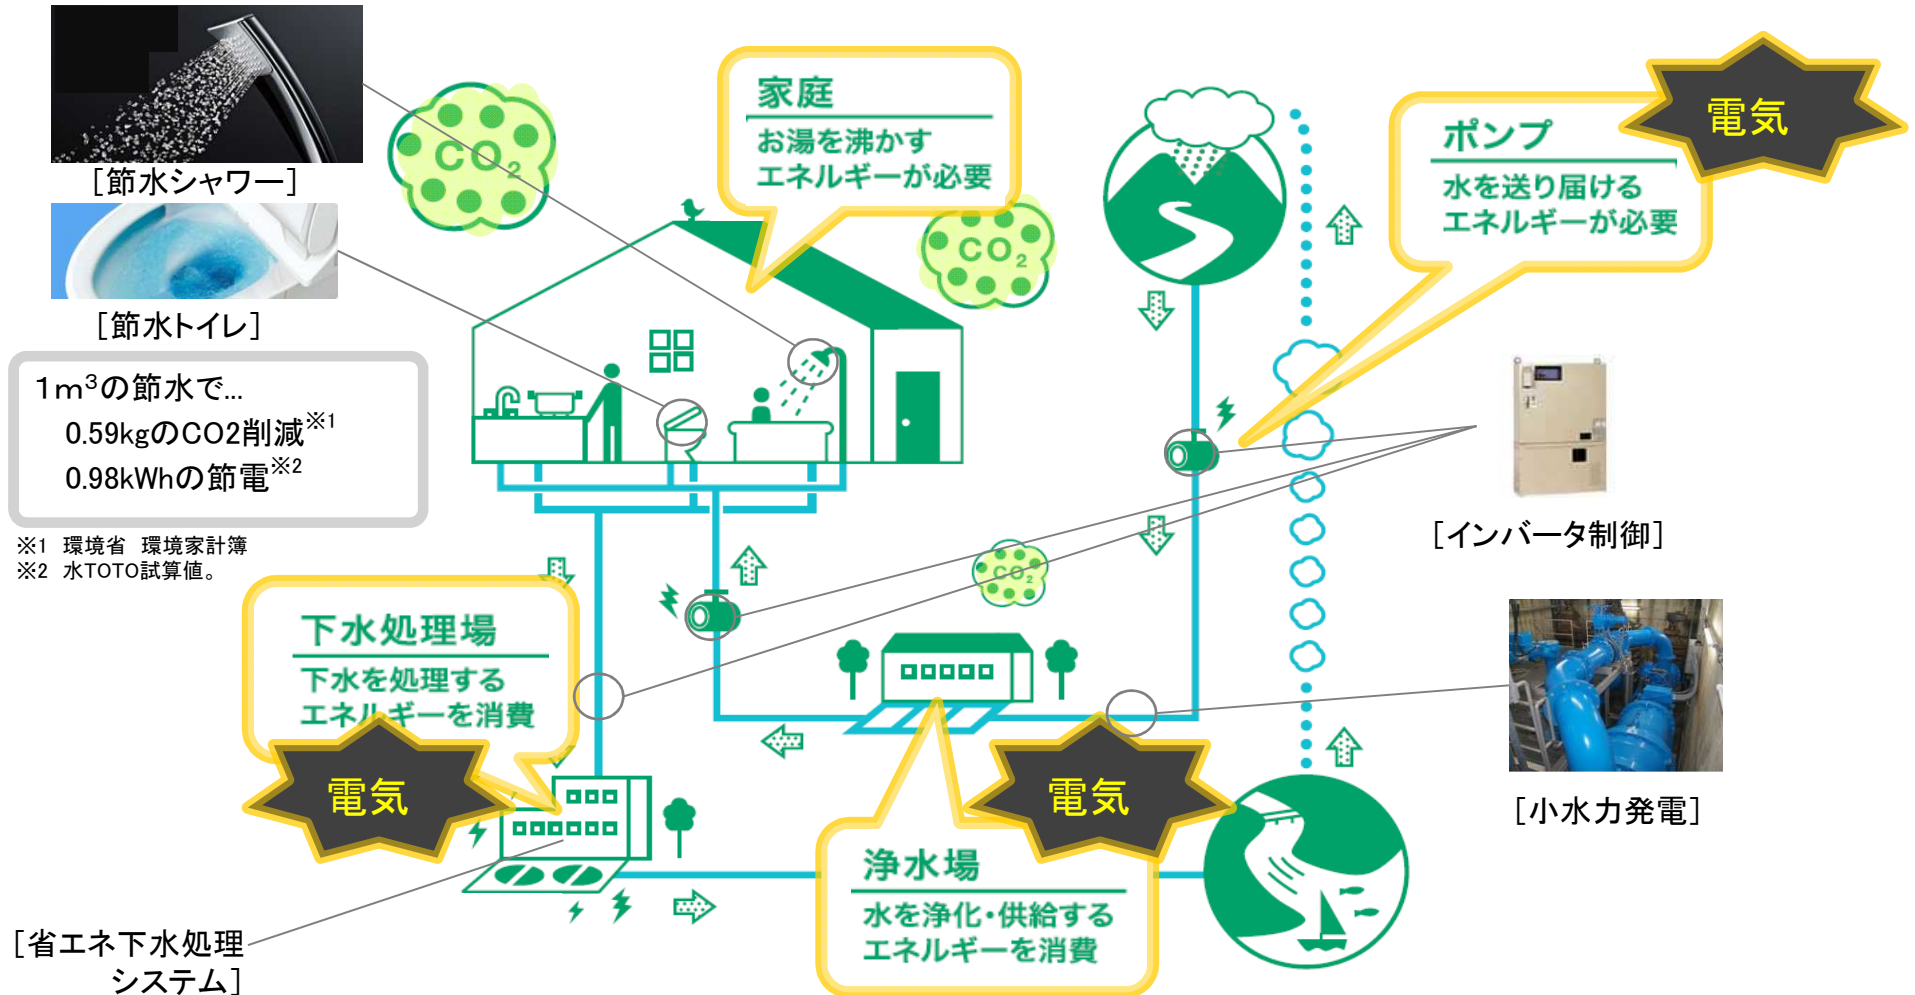 [節水シャワー]
[節水トイレ]
1m³の節水で...
0.59kgのCO2削減※1
0.98kWhの節電※2
※1 環境省 環境家計簿
※2 水TOTO試算値。
CO₂
家庭
お湯を沸かす
エネルギーが必要
CO₂
ポンプ
水を送り届ける
エネルギーが必要
電気
[インバータ制御]
CO₂
下水処理場
下水を処理する
エネルギーを消費
電気
電気
浄水場
水を浄化・供給する
エネルギーを消費
[小水力発電]
[省エネ下水処理
システム]